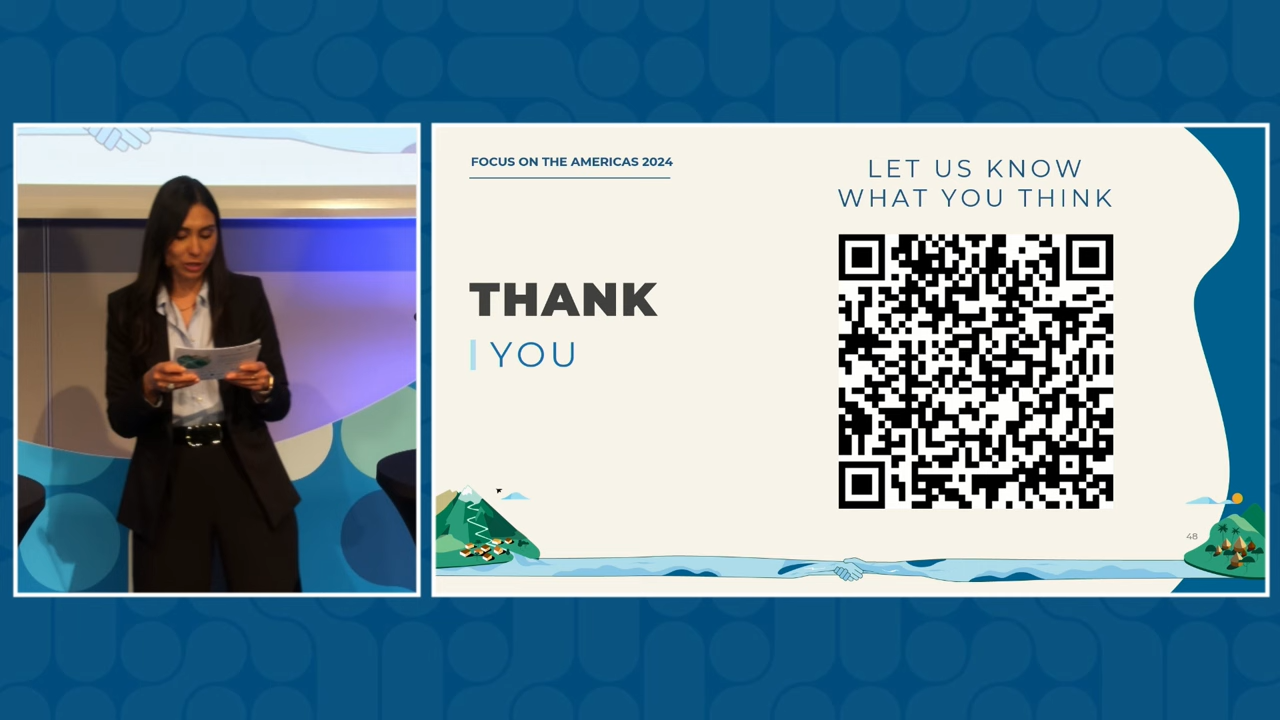 FOCUS ON THE AMERICAS 2024
LET US KNOW
WHAT YOU THINK
THANK
YOU
48